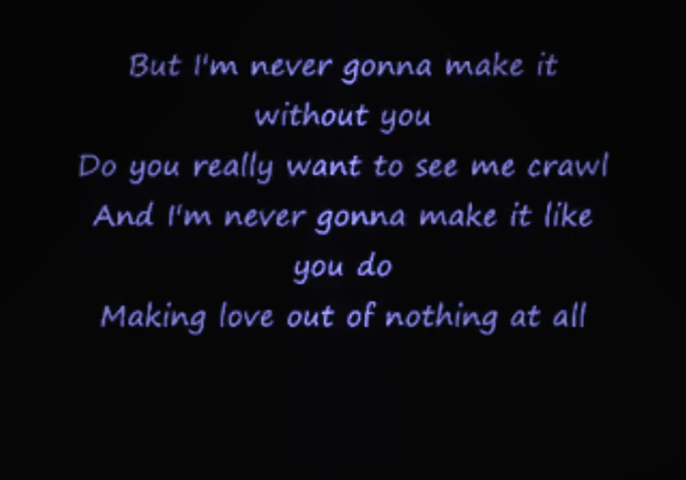 But I'm never gonna make it
without you
Do you really want to see me crawl
And I'm never gonna make it like
you do
Making love out of nothing at all